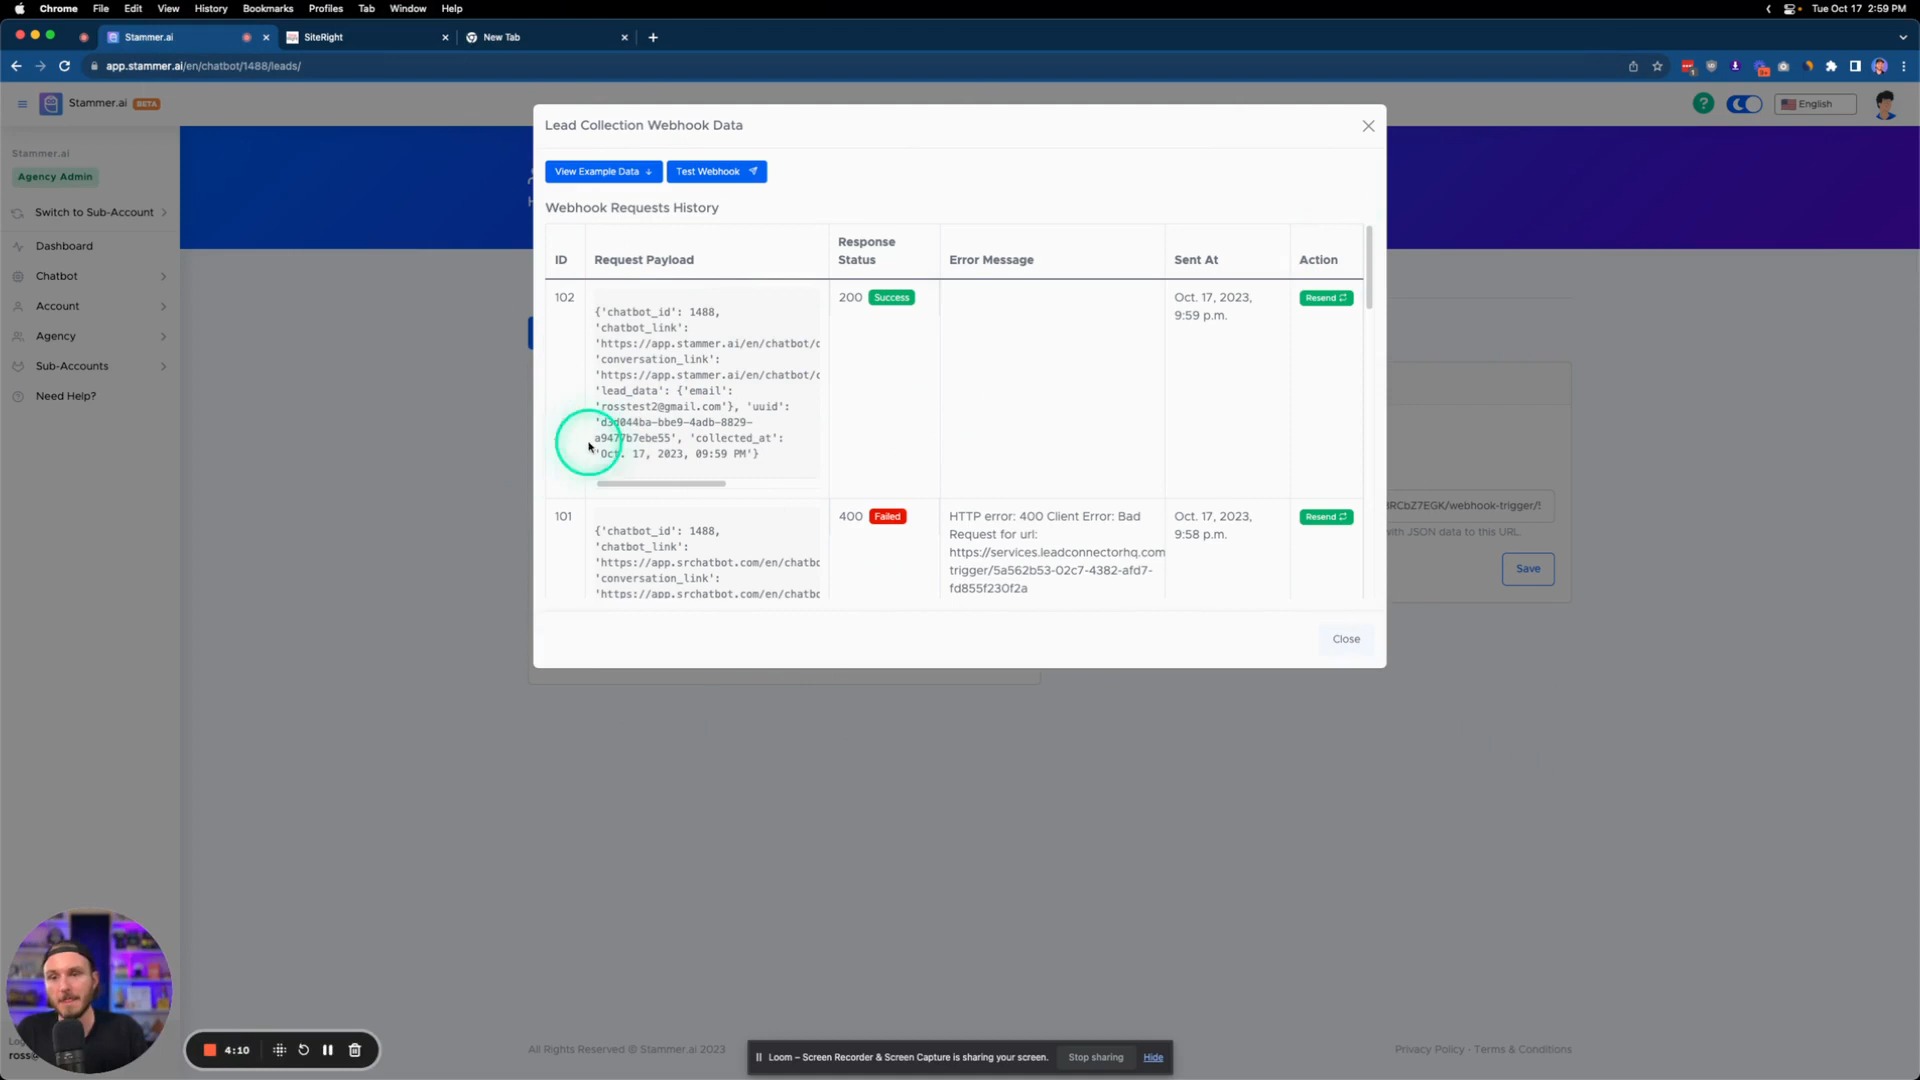 Chrome File Edit View History Bookmarks Profiles Tab Window Help Tue Oct 17 2:59 PM
Stammer.ai SiteRight New Tab
app.stammer.ai/en/chatbot/1488/leads/
Stammer.ai BETA English
Stammer.ai
Agency Admin
Switch to Sub-Account
Dashboard
Chatbot
Account
Agency
Sub-Accounts
Need Help?
Lead Collection Webhook Data
View Example Data Test Webhook
Webhook Requests History
ID Request Payload Response Status Error Message Sent At Action
102
{'chatbot_id': 1488,
'chatbot_link':
'https://app.stammer.ai/en/chatbot/c
'conversation_link':
'https://app.stammer.ai/en/chatbot/c
'lead_data': {'email':
'rosstest2@gmail.com'}, 'uuid':
'd3d044ba-bbe9-4adb-8829-
a9477b7ebe55', 'collected_at':
'Oct. 17, 2023, 09:59 PM'}
200 Success
Oct. 17, 2023,
9:59 p.m.
Resend
101
{'chatbot_id': 1488,
'chatbot_link':
'https://app.srchatbot.com/en/chatbo
'conversation_link':
'https://app.srchatbot.com/en/chatbo
400 Failed
HTTP error: 400 Client Error: Bad
Request for url:
https://services.leadconnectorhq.com
trigger/5a562b53-02c7-4382-afd7-
fd855f230f2a
Oct. 17, 2023,
9:58 p.m.
Resend
Close
RCbZ7EGK/webhook-trigger/
with JSON data to this URL.
Save
4:10
All Rights Reserved © Stammer.ai 2023
Loom – Screen Recorder & Screen Capture is sharing your screen. Stop sharing Hide
Privacy Policy - Terms & Conditions